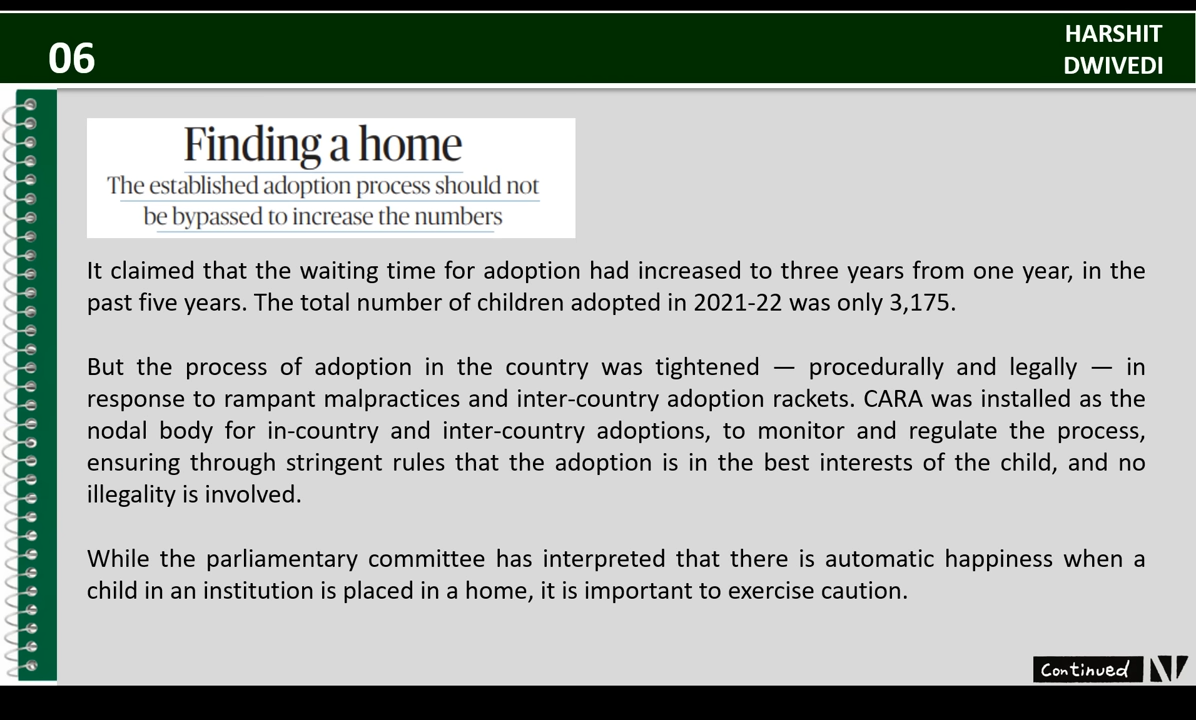 06
HARSHIT
DWIVEDI
Finding a home
The established adoption process should not
be bypassed to increase the numbers
It claimed that the waiting time for adoption had increased to three years from one year, in the
past five years. The total number of children adopted in 2021-22 was only 3,175.
But the process of adoption in the country was tightened — procedurally and legally — in
response to rampant malpractices and inter-country adoption rackets. CARA was installed as the
nodal body for in-country and inter-country adoptions, to monitor and regulate the process,
ensuring through stringent rules that the adoption is in the best interests of the child, and no
illegality is involved.
While the parliamentary committee has interpreted that there is automatic happiness when a
child in an institution is placed in a home, it is important to exercise caution.
Continued